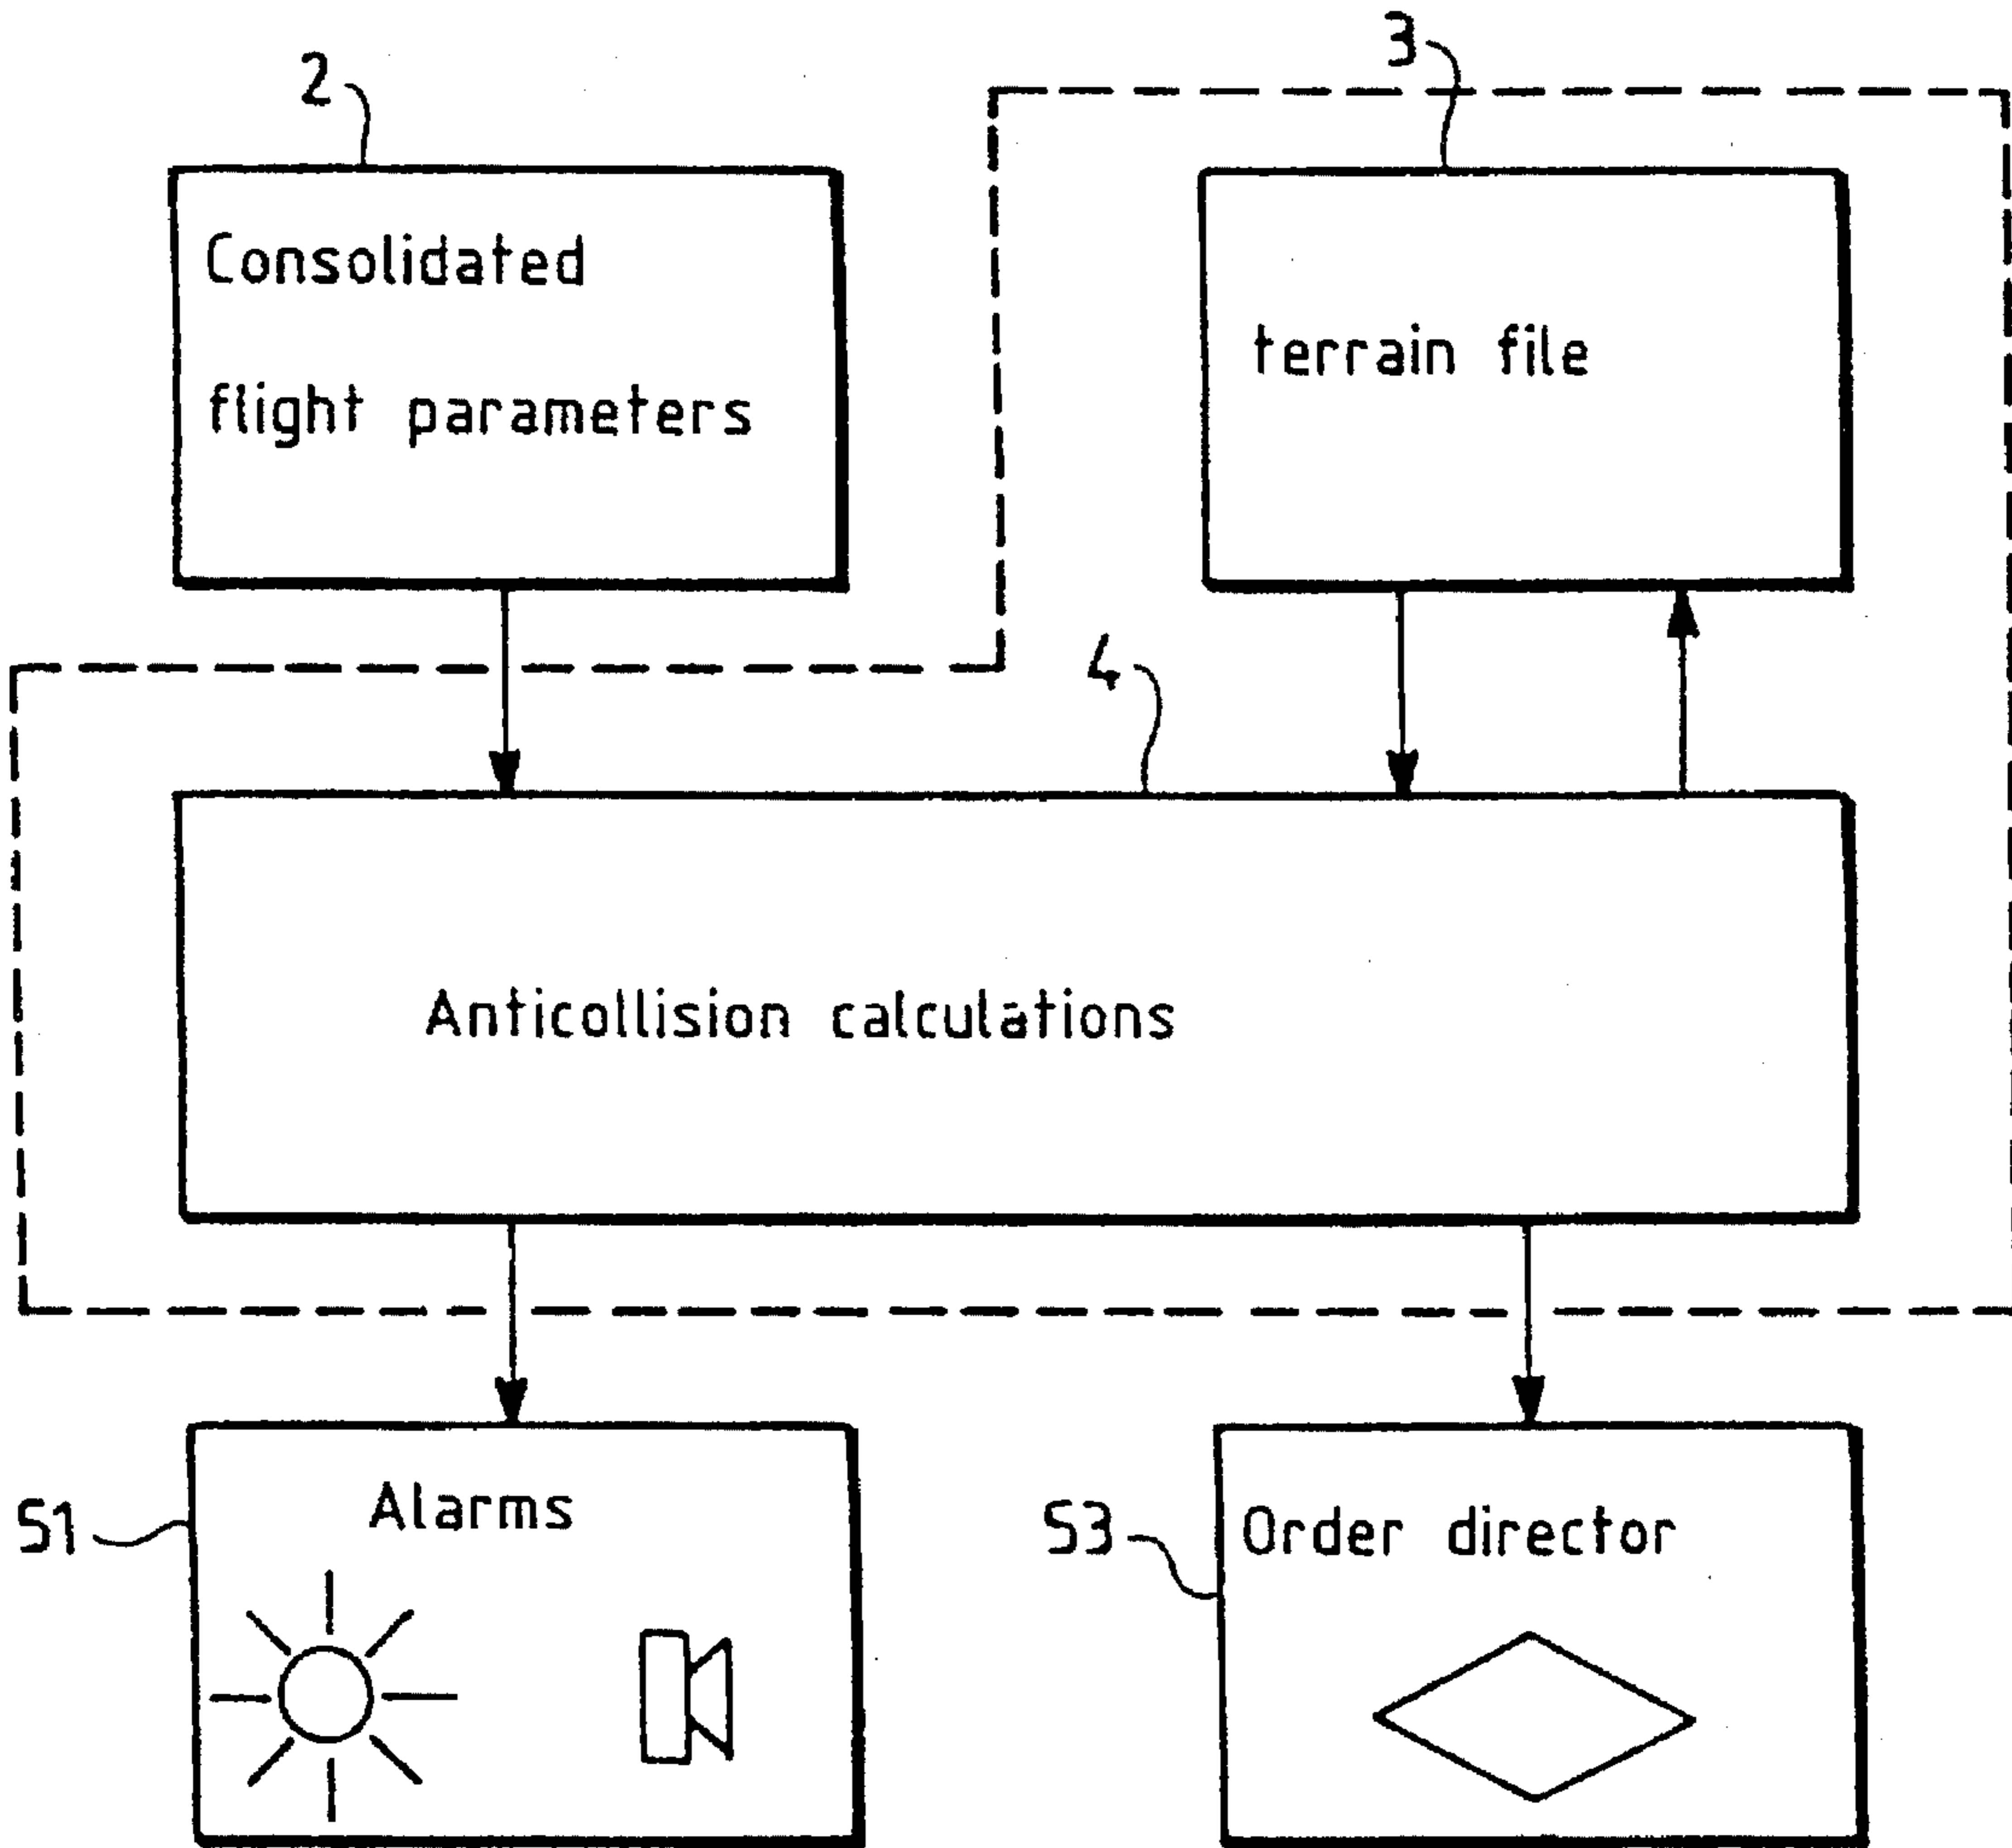 2
3
Consolidated
flight parameters
terrain file
4
Anticollision calculations
S1
Alarms
S3
Order director